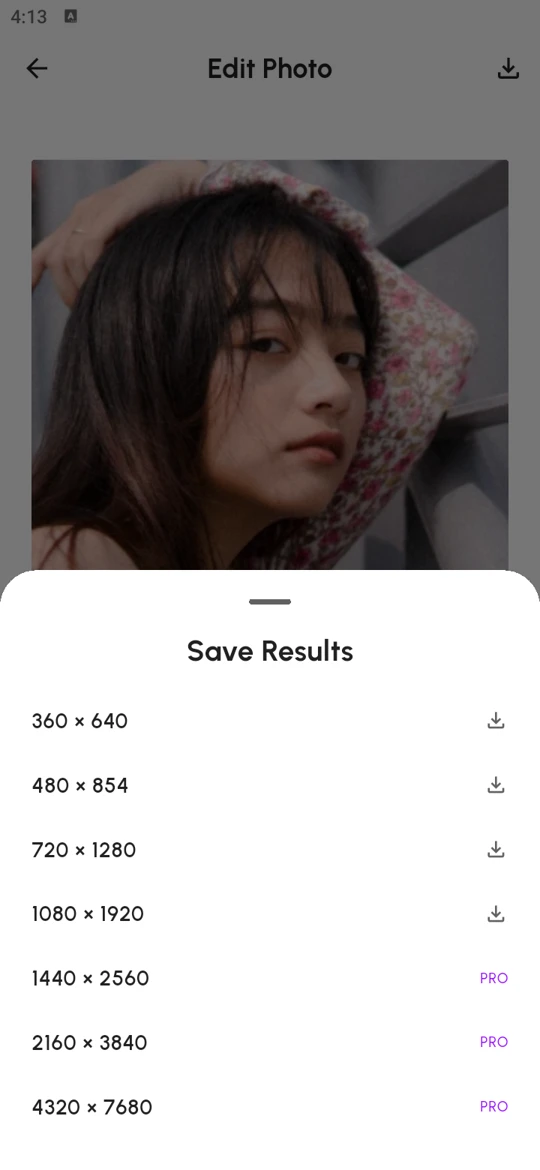 4:13
A
Edit Photo
Save Results
360 × 640
480 × 854
720 × 1280
1080 × 1920
1440 × 2560 PRO
2160 × 3840 PRO
4320 × 7680 PRO